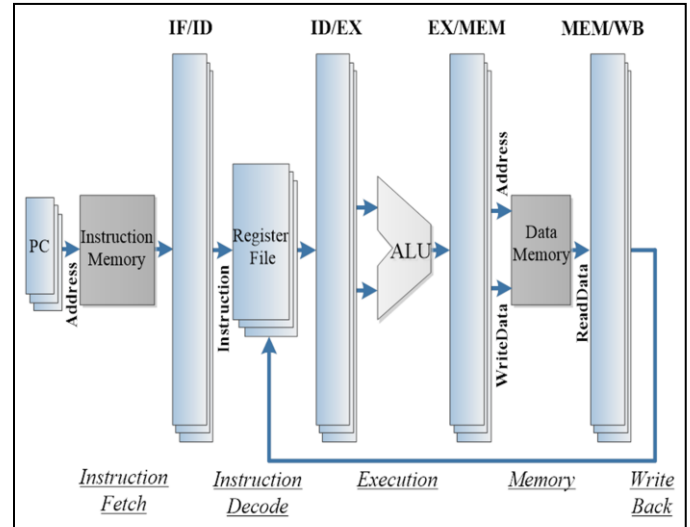 IF/ID
ID/EX
EX/MEM
MEM/WB
PC
Address
Instruction
Memory
Instruction
Register
File
ALU
Address
WriteData
Data
Memory
ReadData
Instruction
Fetch
Instruction
Decode
Execution
Memory
Write
Back